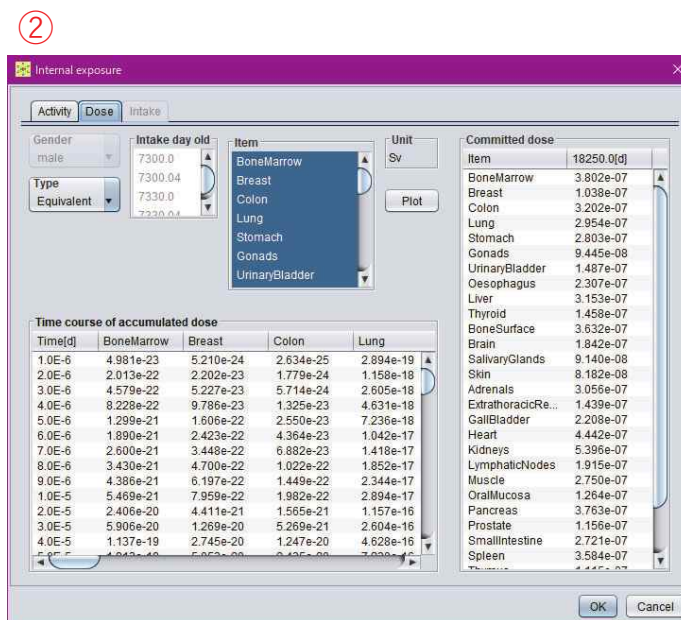 ②
Internal exposure
Activity Dose Intake
Gender
male
Type
Equivalent
Intake day old
7300.0
7300.04
7330.0
7330.04
Item
BoneMarrow
Breast
Colon
Lung
Stomach
Gonads
UrinaryBladder
Unit
Sv
Plot
Committed dose
Item 18250.0[d]
BoneMarrow 3.802e-07
Breast 1.038e-07
Colon 3.202e-07
Lung 2.954e-07
Stomach 2.803e-07
Gonads 9.445e-08
UrinaryBladder 1.487e-07
Oesophagus 2.307e-07
Liver 3.153e-07
Thyroid 1.458e-07
BoneSurface 3.632e-07
Brain 1.842e-07
SalivaryGlands 9.140e-08
Skin 8.182e-08
Adrenals 3.056e-07
ExtrathoracicRe... 1.439e-07
GallBladder 2.208e-07
Heart 4.442e-07
Kidneys 5.396e-07
LymphaticNodes 1.915e-07
Muscle 2.750e-07
OralMucosa 1.264e-07
Pancreas 3.763e-07
Prostate 1.156e-07
SmallIntestine 2.721e-07
Spleen 3.584e-07
Time course of accumulated dose
Time[d] BoneMarrow Breast Colon Lung
1.0E-6 4.981e-23 5.210e-24 2.634e-25 2.894e-19
2.0E-6 2.013e-22 2.202e-23 1.779e-24 1.158e-18
3.0E-6 4.579e-22 5.227e-23 5.714e-24 2.605e-18
4.0E-6 8.228e-22 9.786e-23 1.325e-23 4.631e-18
5.0E-6 1.299e-21 1.606e-22 2.550e-23 7.236e-18
6.0E-6 1.890e-21 2.423e-22 4.364e-23 1.042e-17
7.0E-6 2.600e-21 3.448e-22 6.882e-23 1.418e-17
8.0E-6 3.430e-21 4.700e-22 1.022e-22 1.852e-17
9.0E-6 4.386e-21 6.197e-22 1.449e-22 2.344e-17
1.0E-5 5.469e-21 7.959e-22 1.982e-22 2.894e-17
2.0E-5 2.406e-20 4.411e-21 1.565e-21 1.157e-16
3.0E-5 5.906e-20 1.269e-20 5.269e-21 2.604e-16
4.0E-5 1.137e-19 2.745e-20 1.247e-20 4.628e-16
OK Cancel